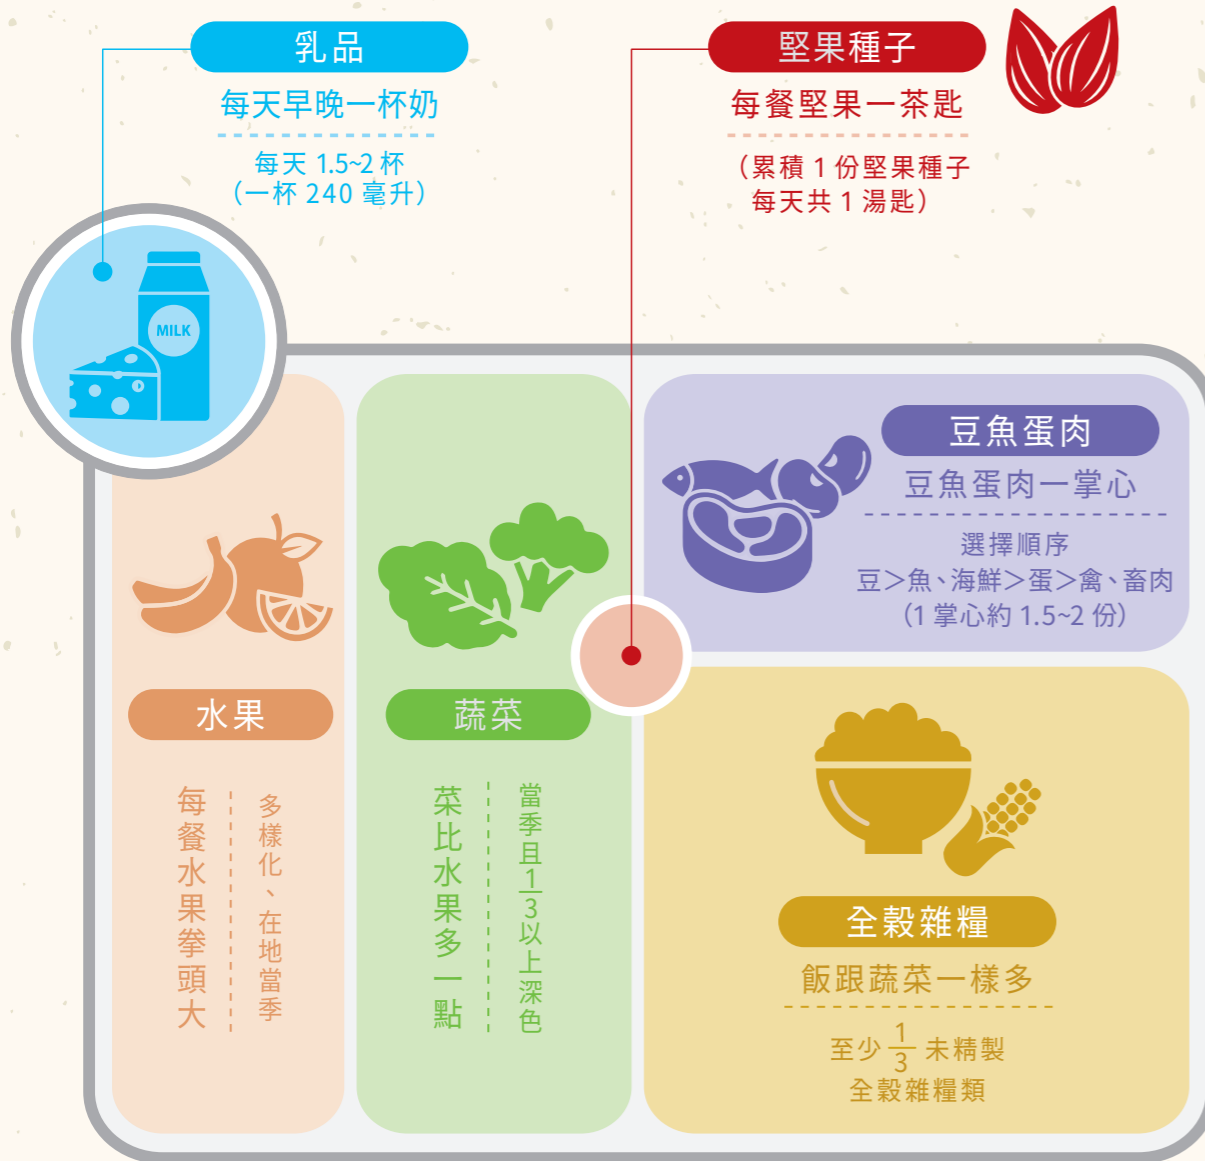 乳品
每天早晚一杯奶
每天 1.5~2 杯
（一杯 240 毫升）
堅果種子
每餐堅果一茶匙
（累積 1 份堅果種子
每天共 1 湯匙）
MILK
水果
每餐水果拳頭大
多樣化、在地當季
蔬菜
菜比水果多一點
當季且1/3以上深色
豆魚蛋肉
豆魚蛋肉一掌心
選擇順序
豆＞魚、海鮮＞蛋＞禽、畜肉
（1 掌心約 1.5~2 份）
全穀雜糧
飯跟蔬菜一樣多
至少 1/3 未精製
全穀雜糧類